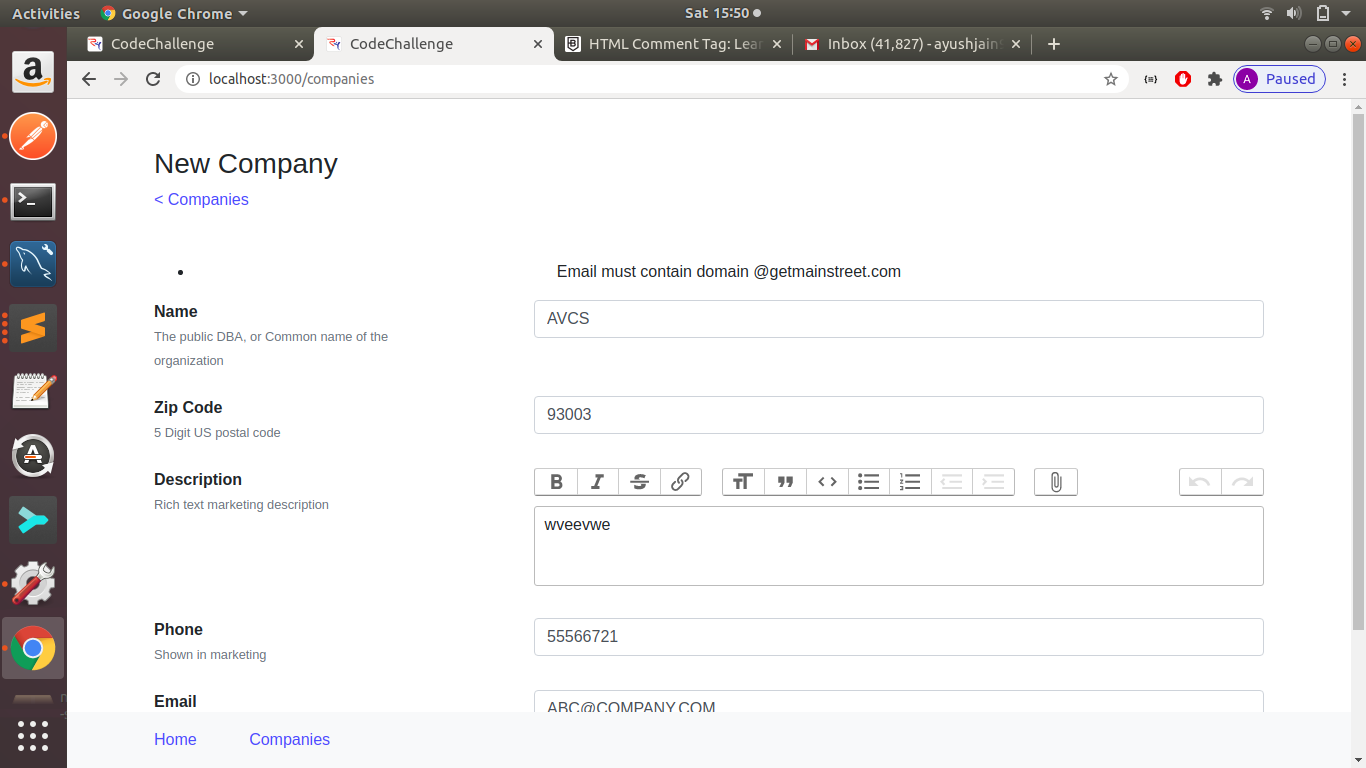 Activities Google Chrome Sat 15:50
CodeChallenge CodeChallenge HTML Comment Tag: Lear Inbox (41,827) - ayushjain
localhost:3000/companies A Paused
New Company
< Companies
Email must contain domain @getmainstreet.com
Name
AVCS
The public DBA, or Common name of the
organization
Zip Code
93003
5 Digit US postal code
Description
Rich text marketing description
wveevwe
Phone
55566721
Shown in marketing
Email
ABC@COMPANY.COM
Home Companies